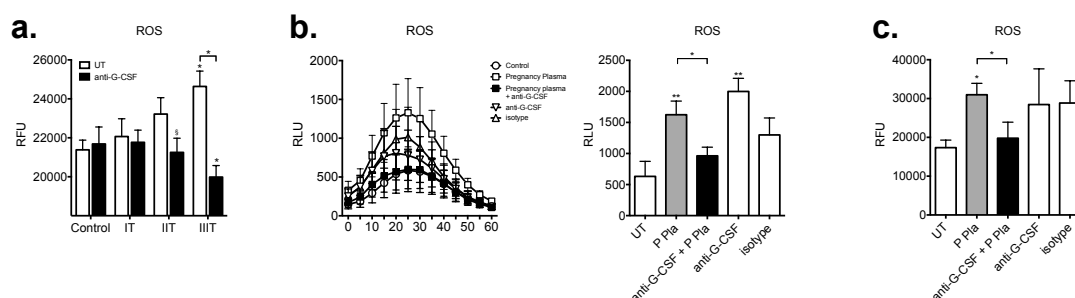 a.
ROS
UT
anti-G-CSF
RFU
26000
24000
22000
20000
*
*
§
*
Control IT IIT IIIT
b.
ROS
RLU
2000
1500
1000
500
0
0 10 20 30 40 50 60
Control
Pregnancy Plasma
Pregnancy plasma
+ anti-G-CSF
anti-G-CSF
isotype
ROS
RLU
2500
2000
1500
1000
500
0
**
*
**
UT
P Pla
anti-G-CSF + P Pla
anti-G-CSF
isotype
c.
ROS
RFU
40000
30000
20000
10000
0
*
*
UT
P Pla
anti-G-CSF + P Pla
anti-G-CSF
isotype